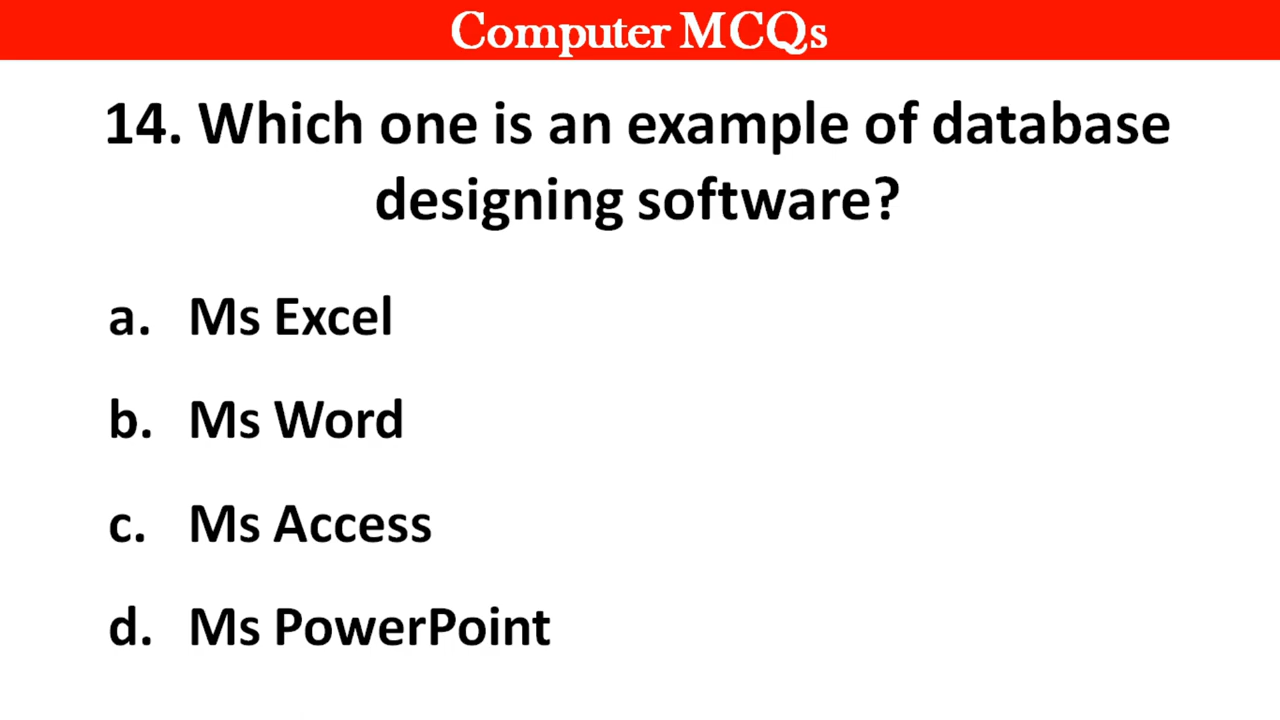 Computer MCQs
14. Which one is an example of database
designing software?
a. Ms Excel
b. Ms Word
c. Ms Access
d. Ms PowerPoint